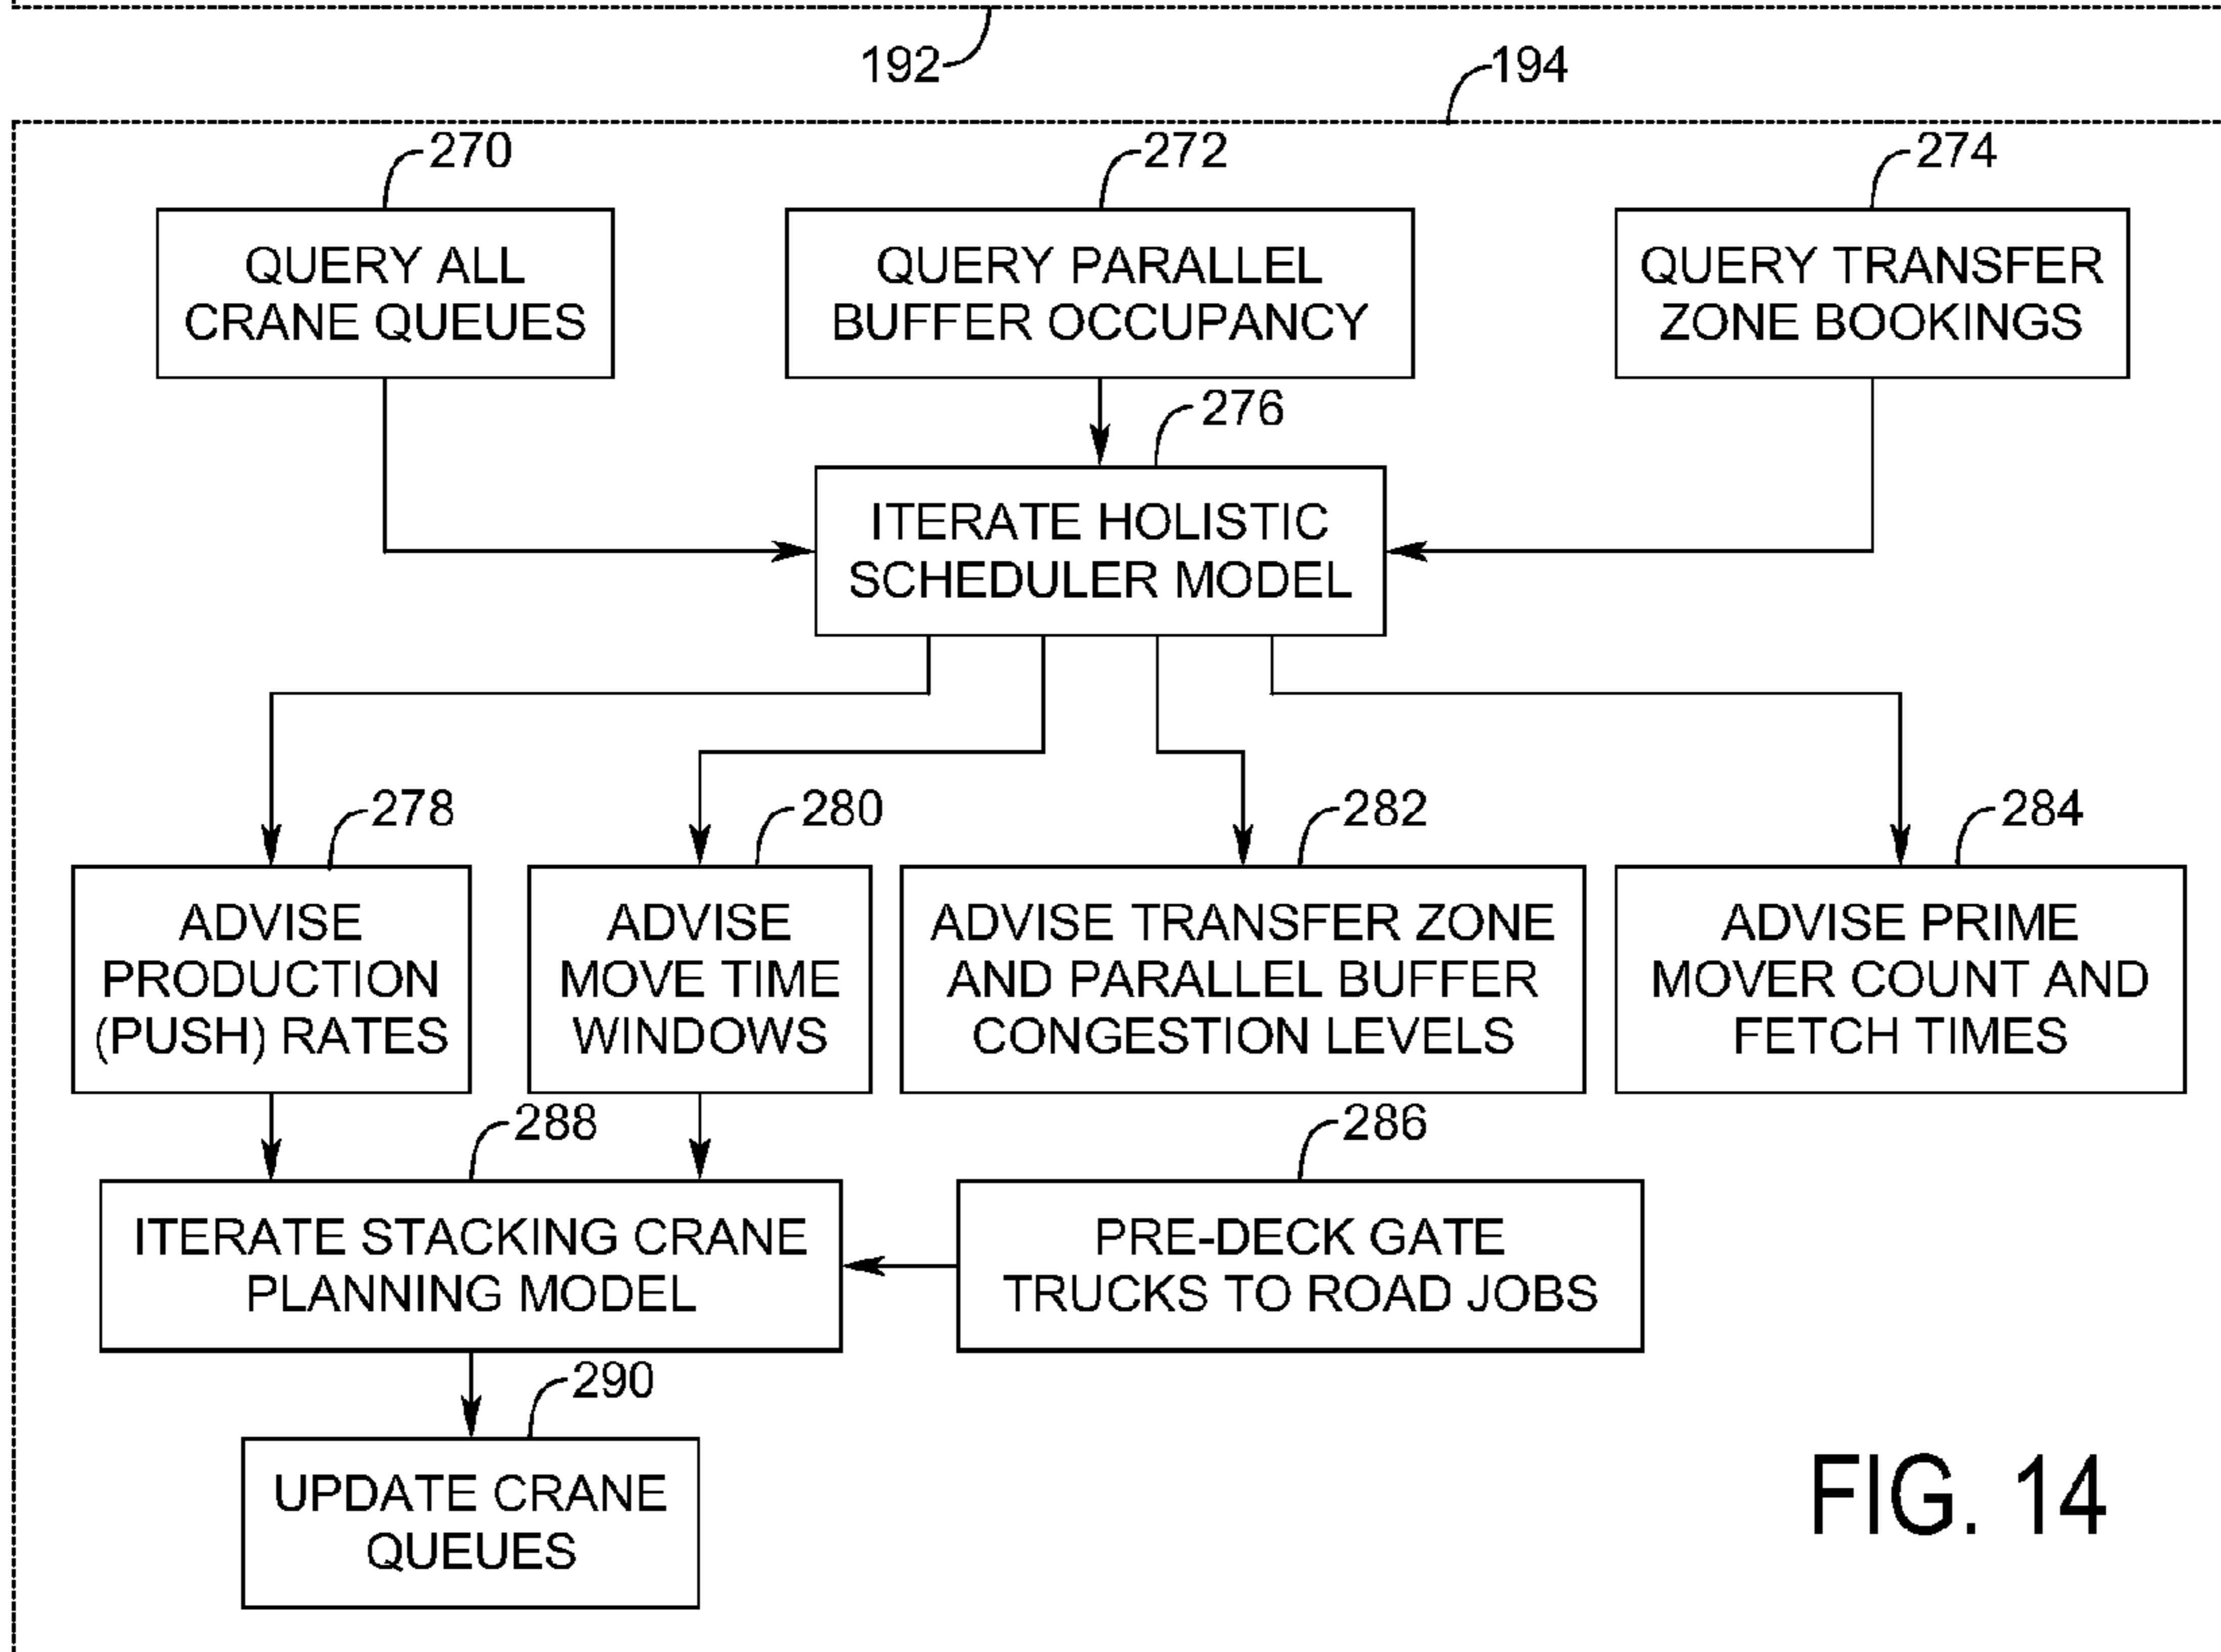 192
194
270
272
274
QUERY ALL
CRANE QUEUES
QUERY PARALLEL
BUFFER OCCUPANCY
QUERY TRANSFER
ZONE BOOKINGS
276
ITERATE HOLISTIC
SCHEDULER MODEL
278
280
282
284
ADVISE
PRODUCTION
(PUSH) RATES
ADVISE
MOVE TIME
WINDOWS
ADVISE TRANSFER ZONE
AND PARALLEL BUFFER
CONGESTION LEVELS
ADVISE PRIME
MOVER COUNT AND
FETCH TIMES
288
286
ITERATE STACKING CRANE
PLANNING MODEL
PRE-DECK GATE
TRUCKS TO ROAD JOBS
290
UPDATE CRANE
QUEUES
FIG. 14